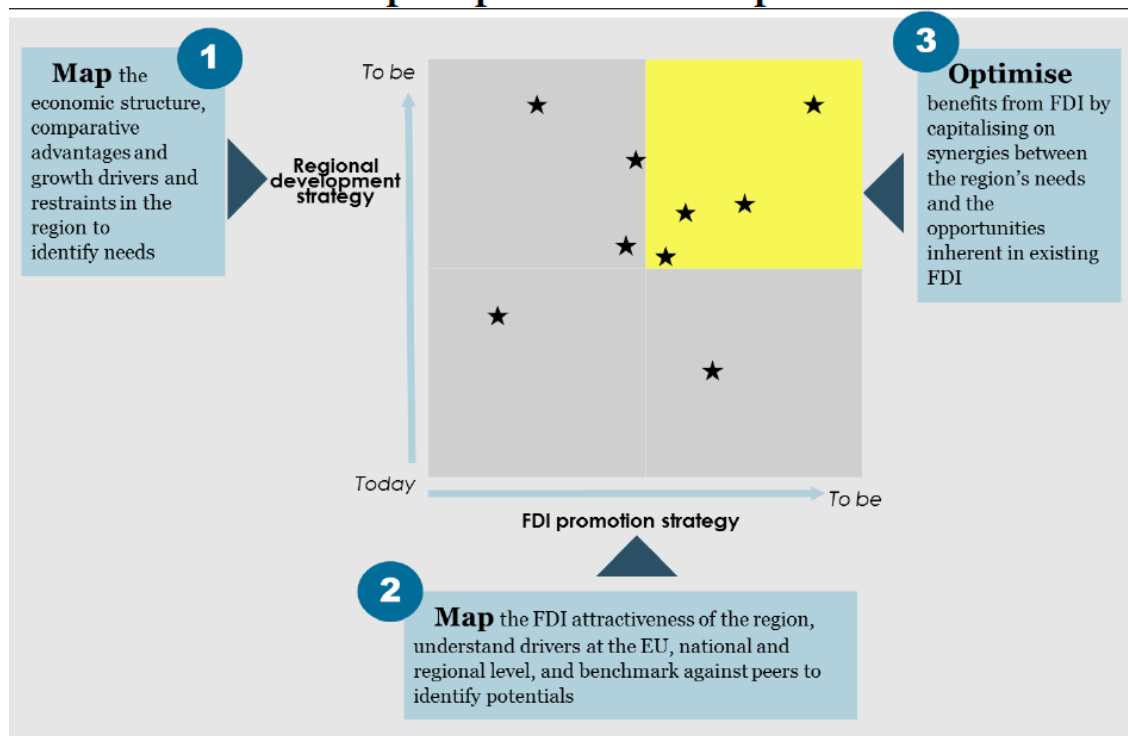 1
Map the
economic structure,
comparative
advantages and
growth drivers and
restraints in the
region to
identify needs
To be
Regional
development
strategy
Today
To be
FDI promotion strategy
3
Optimise
benefits from FDI by
capitalising on
synergies between
the region's needs
and the
opportunities
inherent in existing
FDI
2
Map the FDI attractiveness of the region,
understand drivers at the EU, national and
regional level, and benchmark against peers to
identify potentials